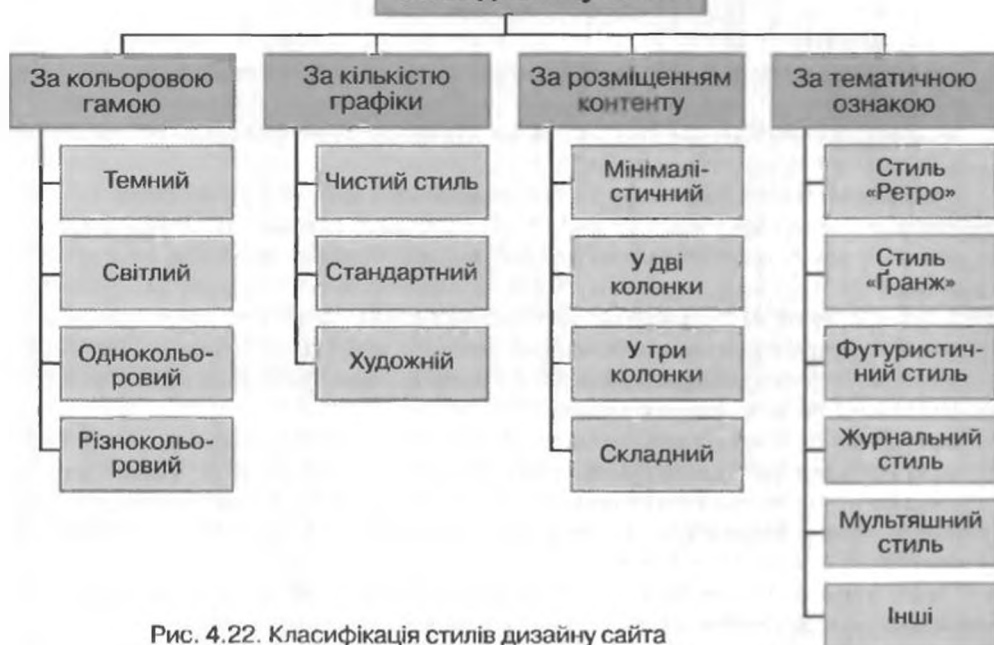 За кольоровою
гамою
Темний
Світлий
Однокольо-
ровий
Різнокольо-
ровий
За кількістю
графіки
Чистий стиль
Стандартний
Художній
За розміщенням
контенту
Мінімалі-
стичний
У дві
колонки
У три
колонки
Складний
За тематичною
ознакою
Стиль
«Ретро»
Стиль
«Ґранж»
Футуристич-
ний стиль
Журнальний
стиль
Мультяшний
стиль
Інші
Рис. 4.22. Класифікація стилів дизайну сайта